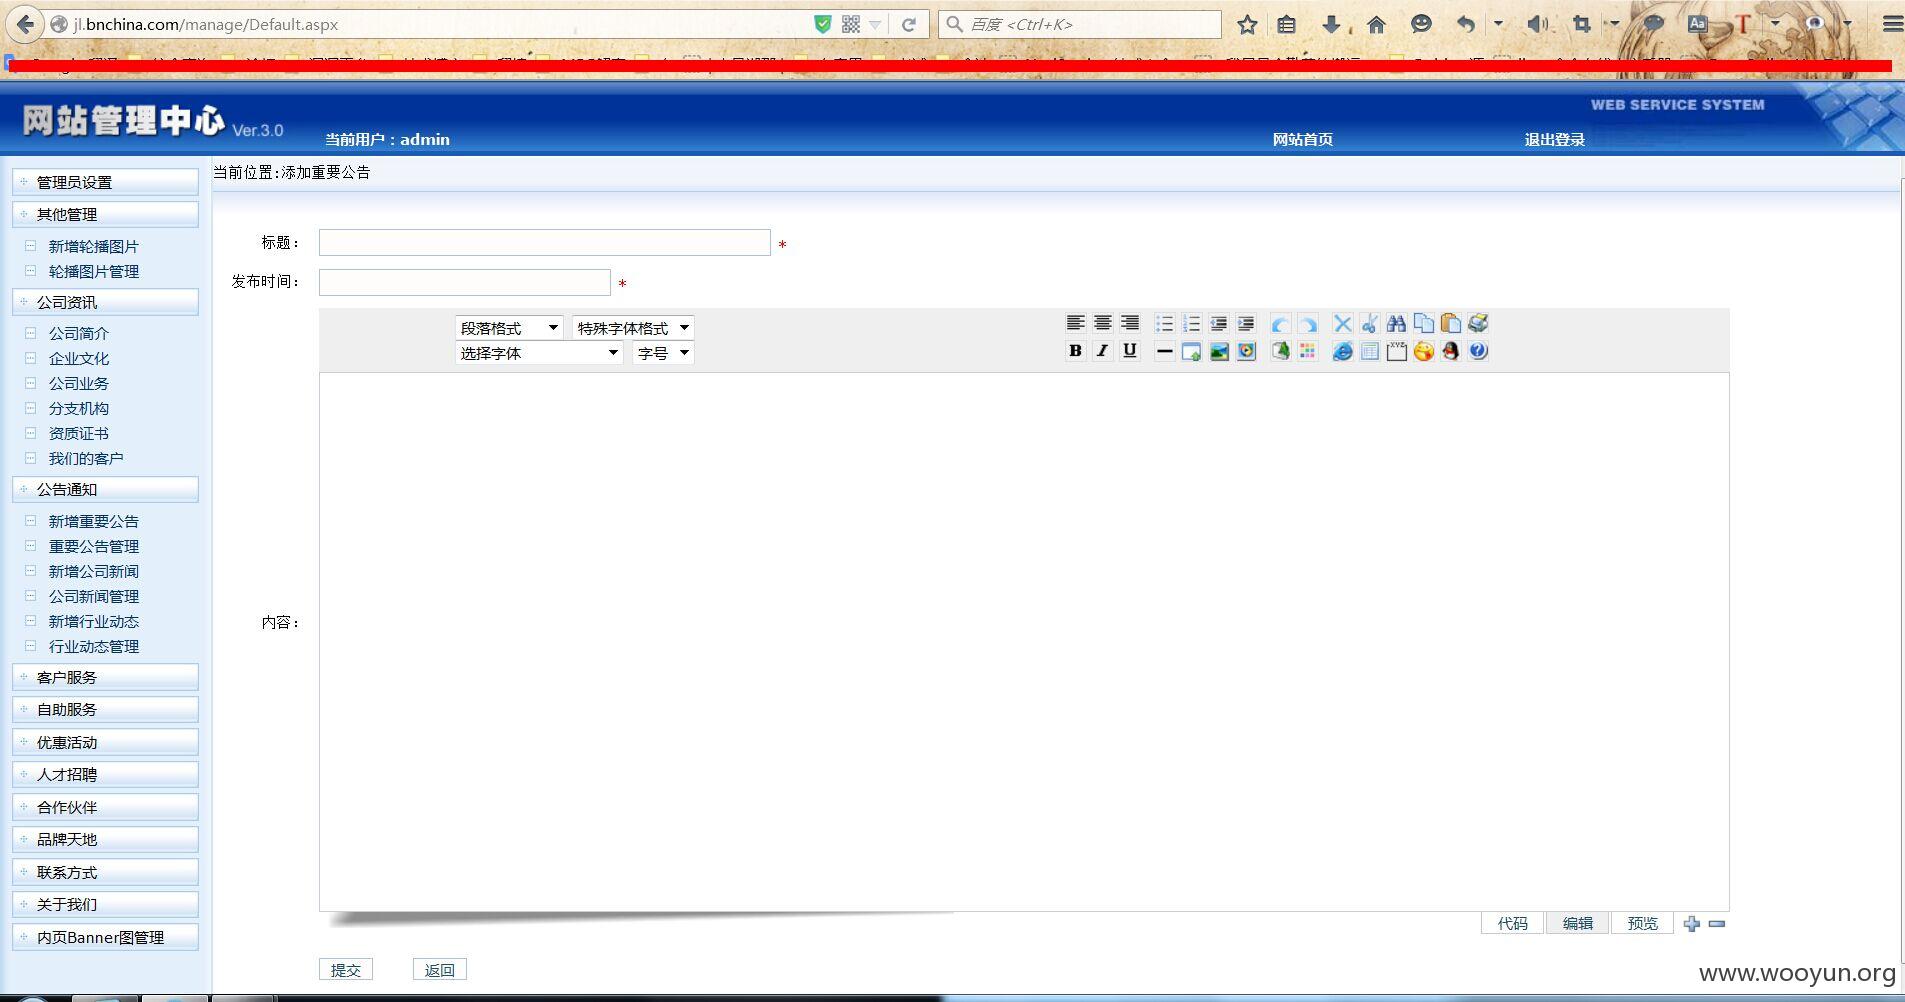 jl.bnchina.com/manage/Default.aspx
百度 <Ctrl+K>
网站管理中心 Ver.3.0
WEB SERVICE SYSTEM
当前用户：admin
网站首页
退出登录
当前位置:添加重要公告
管理员设置
其他管理
新增轮播图片
轮播图片管理
公司资讯
公司简介
企业文化
公司业务
分支机构
资质证书
我们的客户
公告通知
新增重要公告
重要公告管理
新增公司新闻
公司新闻管理
新增行业动态
行业动态管理
客户服务
自助服务
优惠活动
人才招聘
合作伙伴
品牌天地
联系方式
关于我们
内页Banner图管理
标题： *
发布时间： *
段落格式 特殊字体格式
选择字体 字号
B I U
内容：
代码 编辑 预览
提交 返回
www.wooyun.org